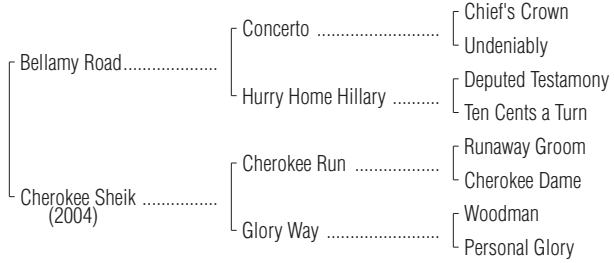 Chief's Crown
Concerto ......................
Undeniably
Bellamy Road.................
Deputed Testamony
Hurry Home Hillary ........
Ten Cents a Turn
Runaway Groom
Cherokee Run ...............
Cherokee Dame
Cherokee Sheik .............
(2004)
Woodman
Glory Way ....................
Personal Glory